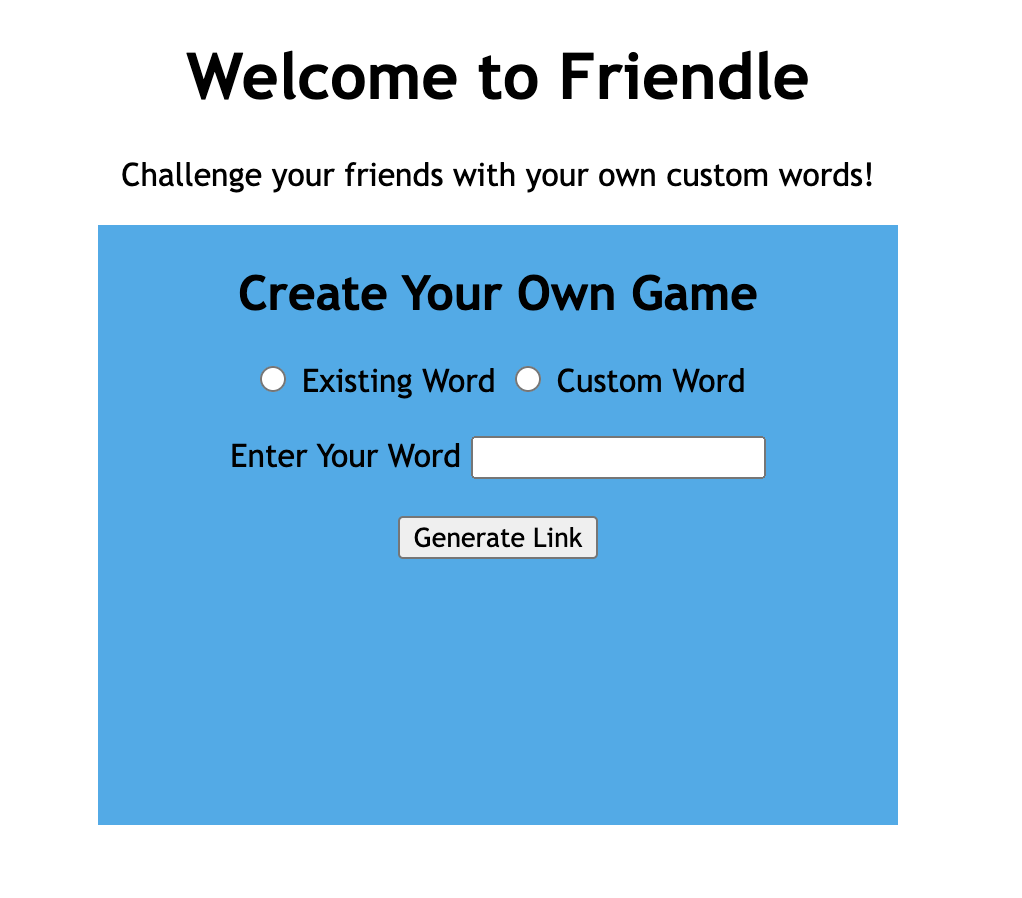 Welcome to Friendle
Challenge your friends with your own custom words!
Create Your Own Game
Existing Word Custom Word
Enter Your Word
Generate Link